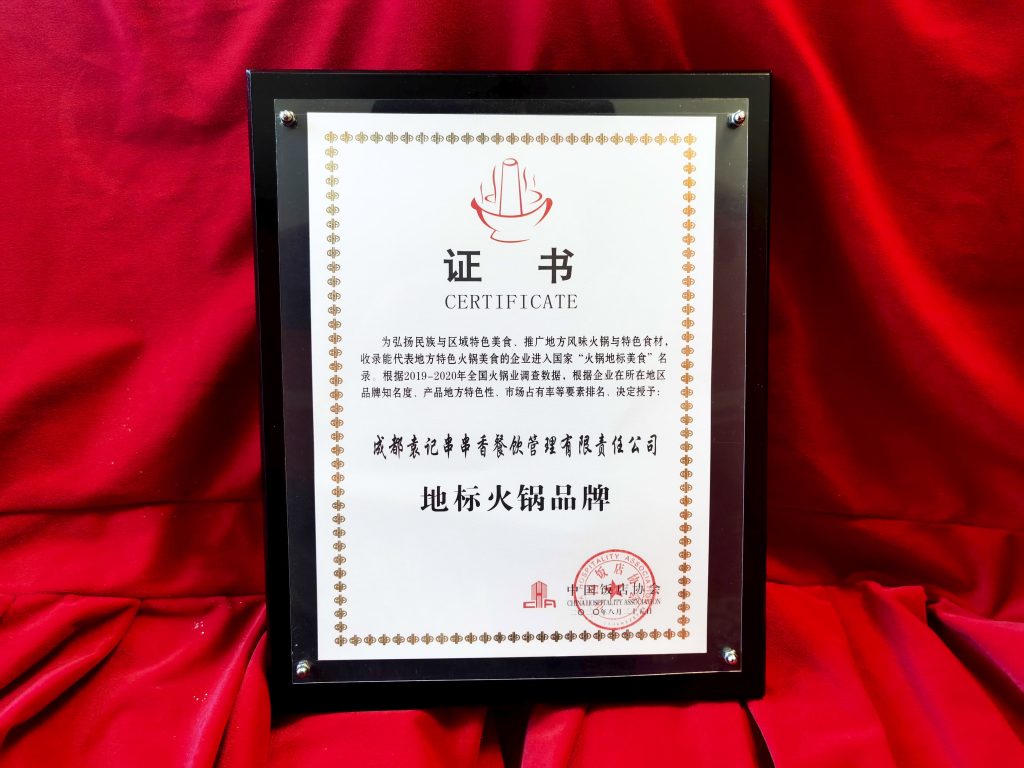 证 书
CERTIFICATE
为弘扬民族与区域特色美食、推广地方风味火锅与特色食材,
收录能代表地方特色火锅美食的企业进入国家“火锅地标美食”名
录。根据2019-2020年全国火锅业调查数据,根据企业在所在地区
品牌知名度、产品地方特色性、市场占有率等要素排名、决定授予:
成都袁记串串香餐饮管理有限责任公司
地标火锅品牌
中国饭店协会
CHINA HOSPITALITY ASSOCIATION